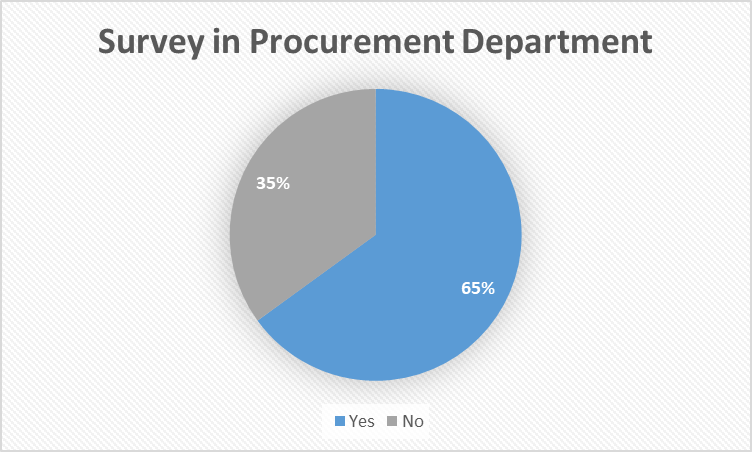 Survey in Procurement Department
35%
65%
Yes No